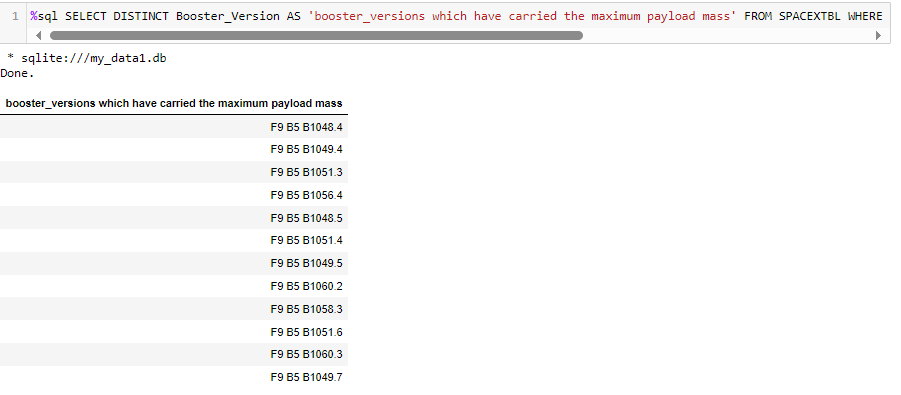 1 %sql SELECT DISTINCT Booster_Version AS 'booster_versions which have carried the maximum payload mass' FROM SPACEXTBL WHERE
* sqlite:///my_data1.db
Done.
booster_versions which have carried the maximum payload mass
F9 B5 B1048.4
F9 B5 B1049.4
F9 B5 B1051.3
F9 B5 B1056.4
F9 B5 B1048.5
F9 B5 B1051.4
F9 B5 B1049.5
F9 B5 B1060.2
F9 B5 B1058.3
F9 B5 B1051.6
F9 B5 B1060.3
F9 B5 B1049.7